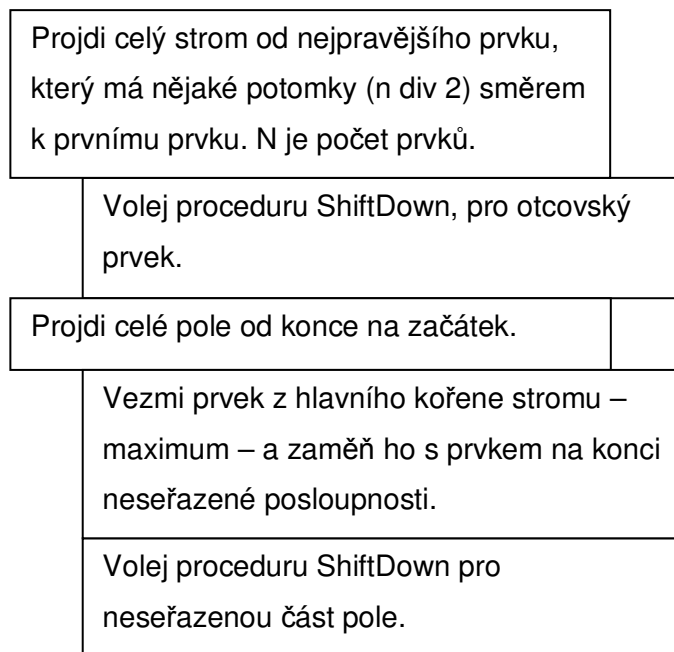 Projdi celý strom od nejpravějšího prvku,
který má nějaké potomky (n div 2) směrem
k prvnímu prvku. N je počet prvků.
Volej proceduru ShiftDown, pro otcovský
prvek.
Projdi celé pole od konce na začátek.
Vezmi prvek z hlavního kořene stromu –
maximum – a zaměň ho s prvkem na konci
neseřazené posloupnosti.
Volej proceduru ShiftDown pro
neseřazenou část pole.